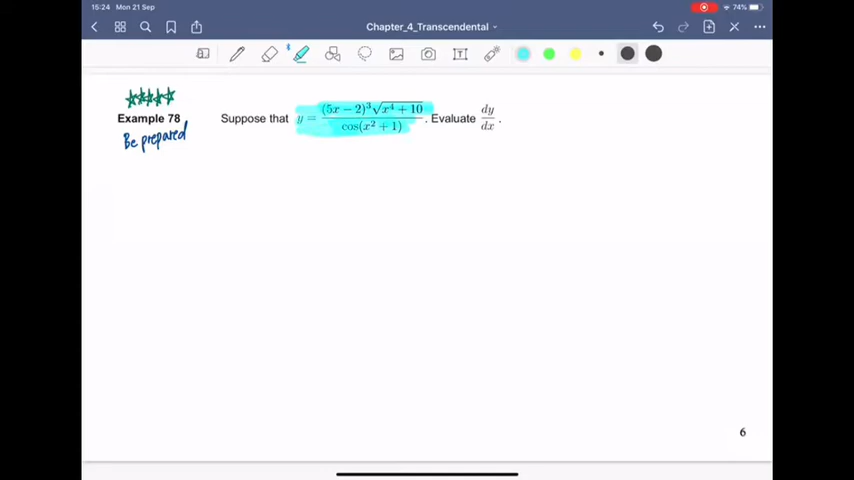 15:24 Mon 21 Sep
74%
Chapter_4_Transcendental
T
Example 78
Be prepared
Suppose that y = (5x − 2)³√(x⁴ + 10) / cos(x² + 1) . Evaluate dy/dx .
6